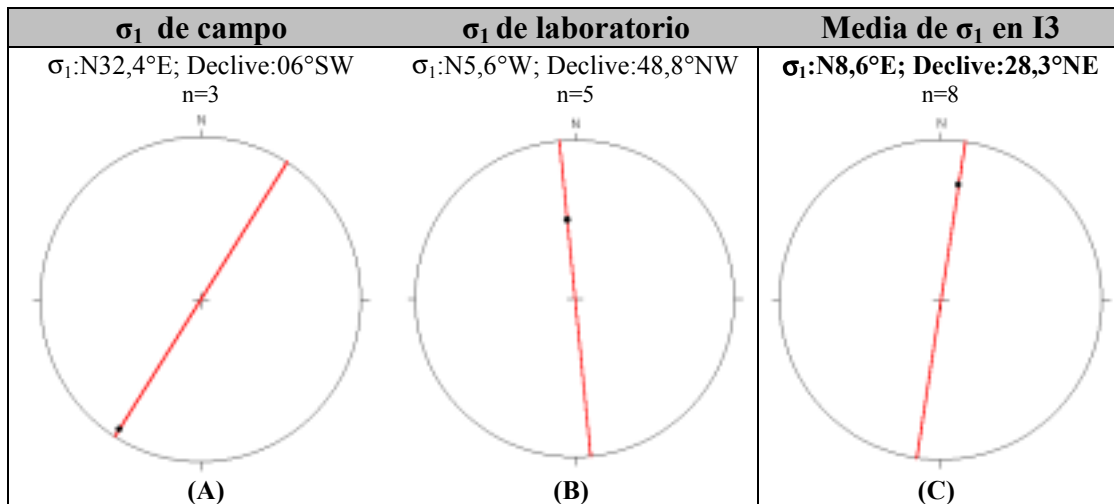 σ₁ de campo
σ₁ de laboratorio
Media de σ₁ en I3
σ₁:N32,4°E; Declive:06°SW
n=3
σ₁:N5,6°W; Declive:48,8°NW
n=5
σ₁:N8,6°E; Declive:28,3°NE
n=8
N
N
N
(A)
(B)
(C)